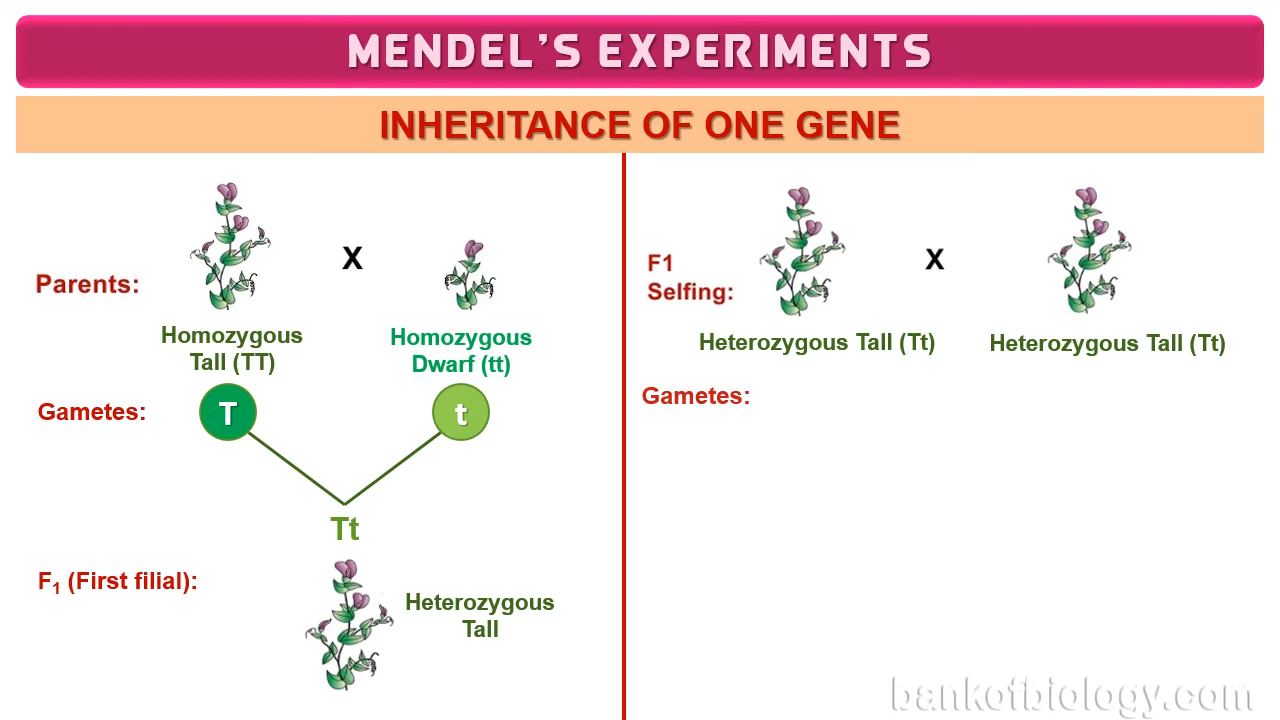 MENDEL'S EXPERIMENTS
INHERITANCE OF ONE GENE
Parents:
X
Homozygous
Tall (TT)
Homozygous
Dwarf (tt)
Gametes:
T
t
Tt
F1 (First filial):
Heterozygous
Tall
F1
Selfing:
X
Heterozygous Tall (Tt)
Heterozygous Tall (Tt)
Gametes:
bankofbiology.com